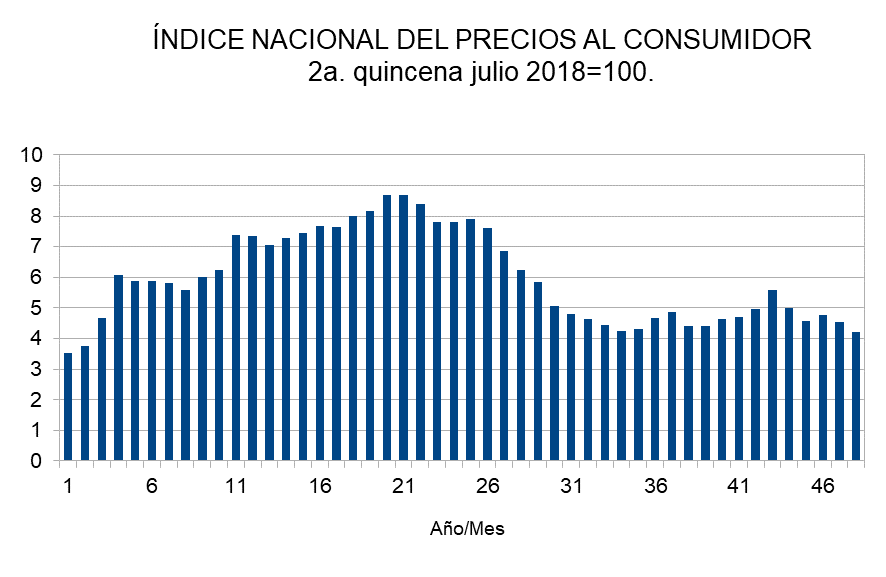 ÍNDICE NACIONAL DEL PRECIOS AL CONSUMIDOR
2a. quincena julio 2018=100.
10
9
8
7
6
5
4
3
2
1
0
1 6 11 16 21 26 31 36 41 46
Año/Mes